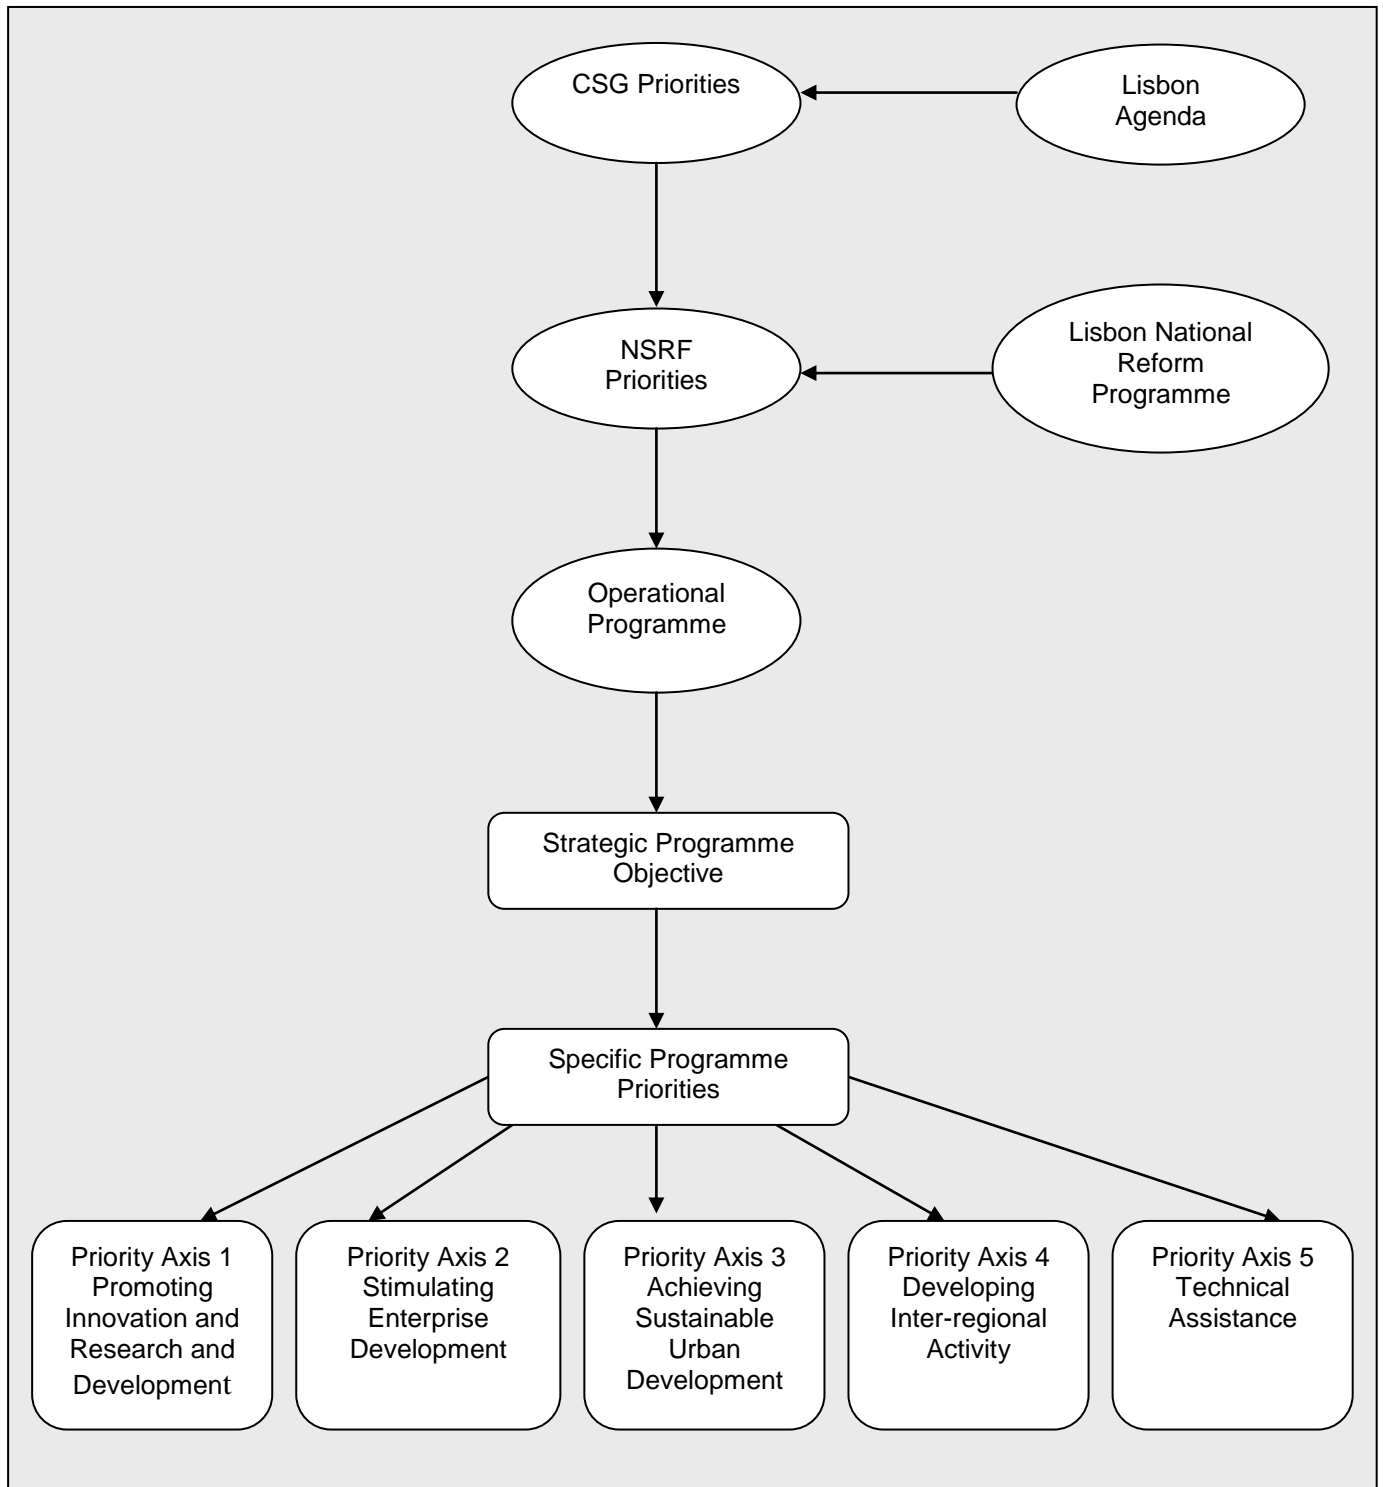 CSG Priorities
Lisbon
Agenda
NSRF
Priorities
Lisbon National
Reform
Programme
Operational
Programme
Strategic Programme
Objective
Specific Programme
Priorities
Priority Axis 1
Promoting
Innovation and
Research and
Development
Priority Axis 2
Stimulating
Enterprise
Development
Priority Axis 3
Achieving
Sustainable
Urban
Development
Priority Axis 4
Developing
Inter-regional
Activity
Priority Axis 5
Technical
Assistance